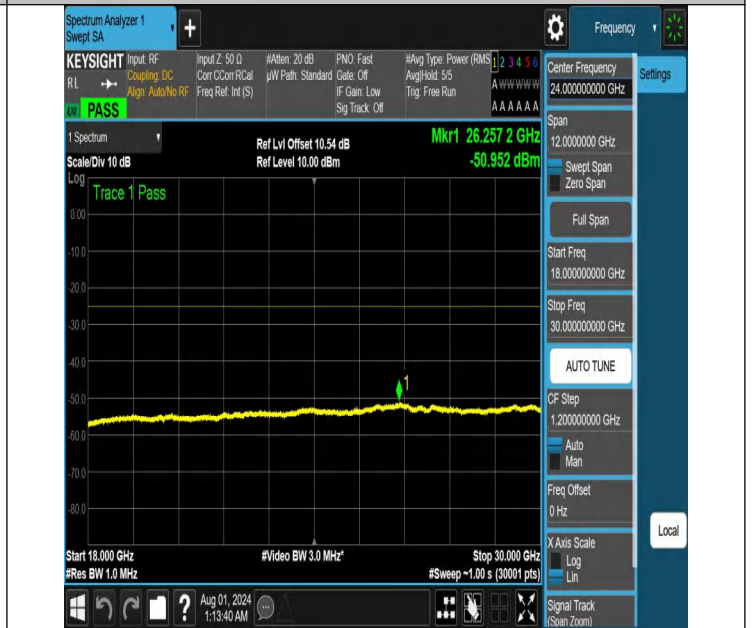 Spectrum Analyzer 1
Swept SA
+
Frequency
KEYSIGHT
RL
PASS
Input: RF
Coupling: DC
Align: Auto/No RF
Input Z: 50 Ω
Corr CCorr RCal
Freq Ref: Int (S)
#Atten: 20 dB
µW Path: Standard
PNO: Fast
Gate: Off
IF Gain: Low
Sig Track: Off
#Avg Type: Power (RMS
Avg|Hold: 5/5
Trig: Free Run
1 2 3 4 5 6
A W W W W W
A A A A A A
1 Spectrum
Scale/Div 10 dB
Ref Lvl Offset 10.54 dB
Ref Level 10.00 dBm
Mkr1 26.257 2 GHz
-50.952 dBm
Log
Trace 1 Pass
0.00
-10.0
-20.0
-30.0
-40.0
-50.0
-60.0
-70.0
-80.0
1
Start 18.000 GHz
#Video BW 3.0 MHz*
Stop 30.000 GHz
#Res BW 1.0 MHz
#Sweep ~1.00 s (30001 pts)
?
Aug 01, 2024
1:13:40 AM
Center Frequency
24.000000000 GHz
Settings
Span
12.0000000 GHz
Swept Span
Zero Span
Full Span
Start Freq
18.000000000 GHz
Stop Freq
30.000000000 GHz
AUTO TUNE
CF Step
1.200000000 GHz
Auto
Man
Freq Offset
0 Hz
Local
X Axis Scale
Log
Lin
Signal Track
(Span Zoom)